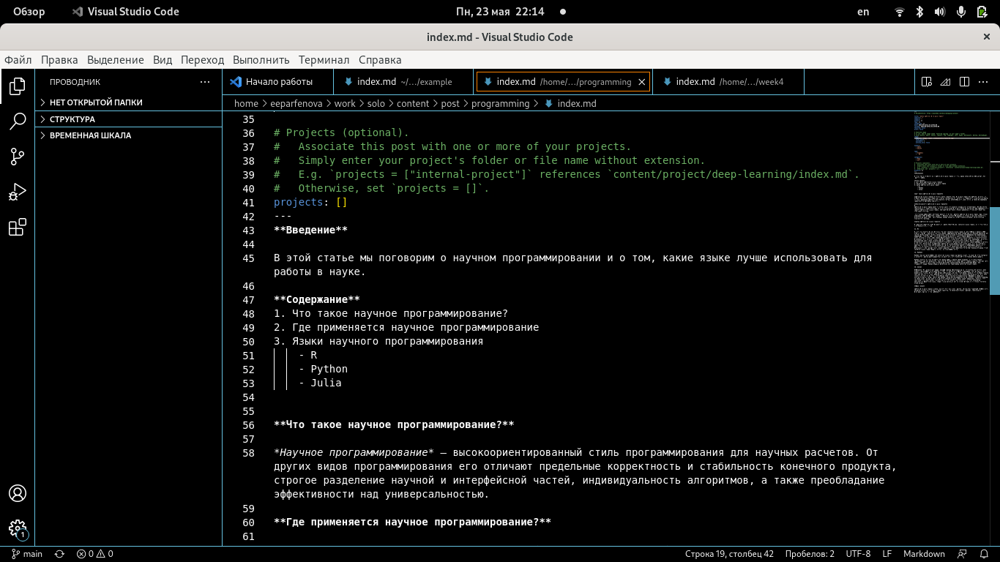 Обзор
Visual Studio Code
Пн, 23 мая 22:14
en
index.md - Visual Studio Code
Файл Правка Выделение Вид Переход Выполнить Терминал Справка
ПРОВОДНИК
НЕТ ОТКРЫТОЙ ПАПКИ
СТРУКТУРА
ВРЕМЕННАЯ ШКАЛА
Начало работы
index.md ~/.../example
index.md /home/.../programming
index.md /home/.../week4
home > eeparfenova > work > solo > content > post > programming > index.md
35
36 # Projects (optional).
37 #   Associate this post with one or more of your projects.
38 #   Simply enter your project's folder or file name without extension.
39 #   E.g. `projects = ["internal-project"]` references `content/project/deep-learning/index.md`.
40 #   Otherwise, set `projects = []`.
41 projects: []
42 ---
43 **Введение**
44
45 В этой статье мы поговорим о научном программировании и о том, какие языке лучше использовать для
работы в науке.
46
47 **Содержание**
48 1. Что такое научное программирование?
49 2. Где применяется научное программирование
50 3. Языки научного программирования
51     - R
52     - Python
53     - Julia
54
55
56 **Что такое научное программирование?**
57
58 *Научное программирование* — высокоориентированный стиль программирования для научных расчетов. От
других видов программирования его отличают предельные корректность и стабильность конечного продукта,
строгое разделение научной и интерфейсной частей, индивидуальность алгоритмов, а также преобладание
эффективности над универсальностью.
59
60 **Где применяется научное программирование?**
61
1
main
0 0
Строка 19, столбец 42
Пробелов: 2
UTF-8
LF
Markdown